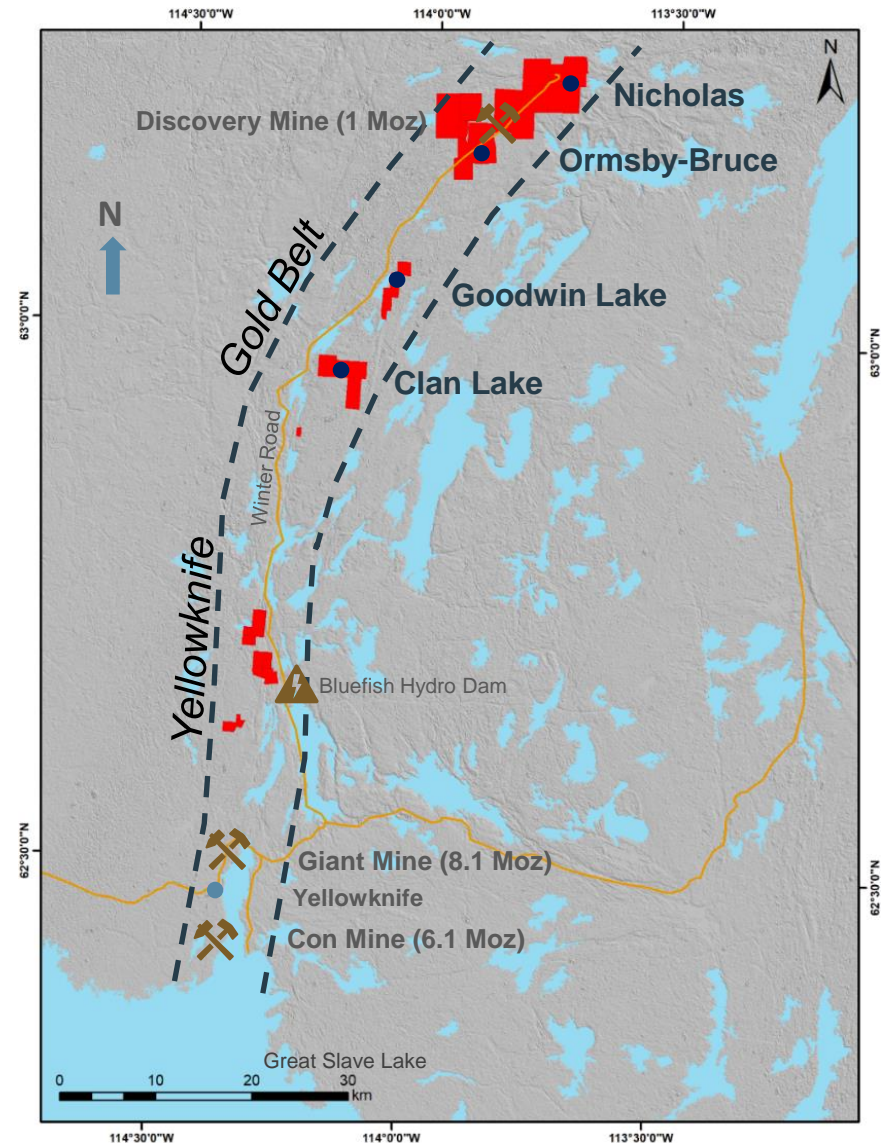 114°30'0"W
114°0'0"W
113°30'0"W
N
Nicholas
Discovery Mine (1 Moz)
Ormsby-Bruce
N
Gold Belt
Goodwin Lake
63°0'0"N
63°0'0"N
Clan Lake
Winter Road
Yellowknife
Bluefish Hydro Dam
62°30'0"N
Giant Mine (8.1 Moz)
62°30'0"N
Yellowknife
Con Mine (6.1 Moz)
Great Slave Lake
0 10 20 30
km
114°30'0"W
114°0'0"W
113°30'0"W